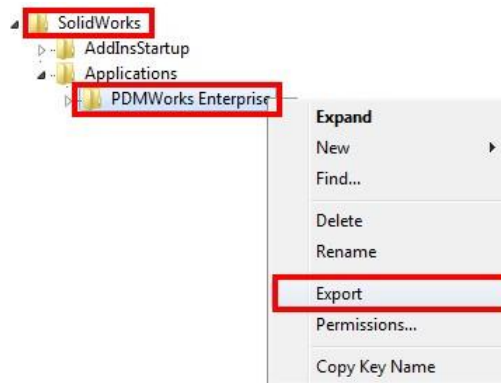 SolidWorks
AddInsStartup
Applications
PDMWorks Enterprise
Expand
New
Find...
Delete
Rename
Export
Permissions...
Copy Key Name